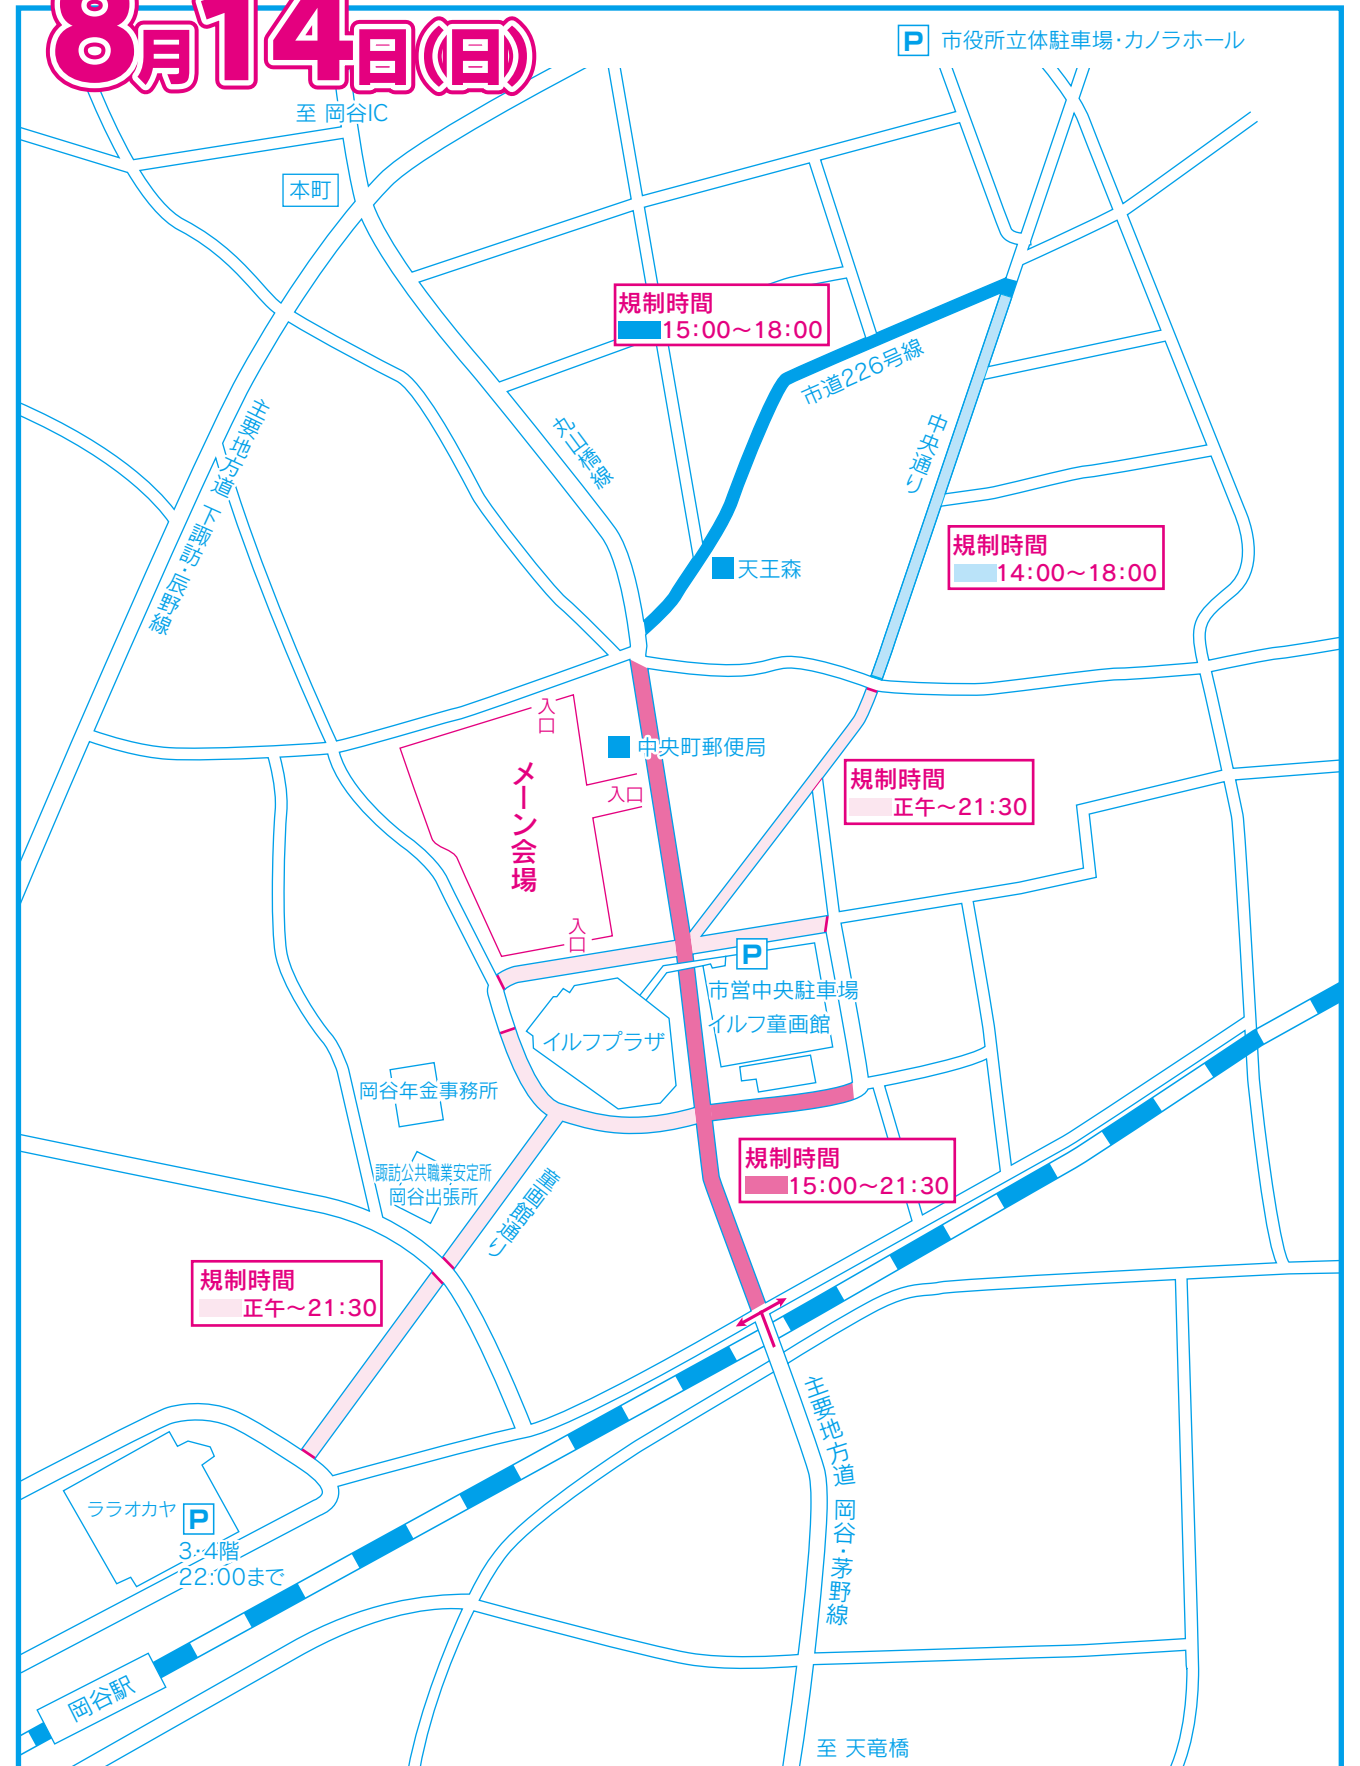 8月14日(日)
P 市役所立体駐車場・カノラホール
至 岡谷IC
本町
規制時間
15:00〜18:00
市道226号線
中央通り
丸山橋線
主要地方道 下諏訪・辰野線
規制時間
14:00〜18:00
天王森
入口
中央町郵便局
メーン会場
入口
規制時間
正午〜21:30
入口
P
市営中央駐車場
イルフ童画館
イルフプラザ
岡谷年金事務所
諏訪公共職業安定所
岡谷出張所
童画館通り
規制時間
15:00〜21:30
規制時間
正午〜21:30
主要地方道 岡谷・茅野線
ララオカヤ
P
3・4階
22:00まで
岡谷駅
至 天竜橋